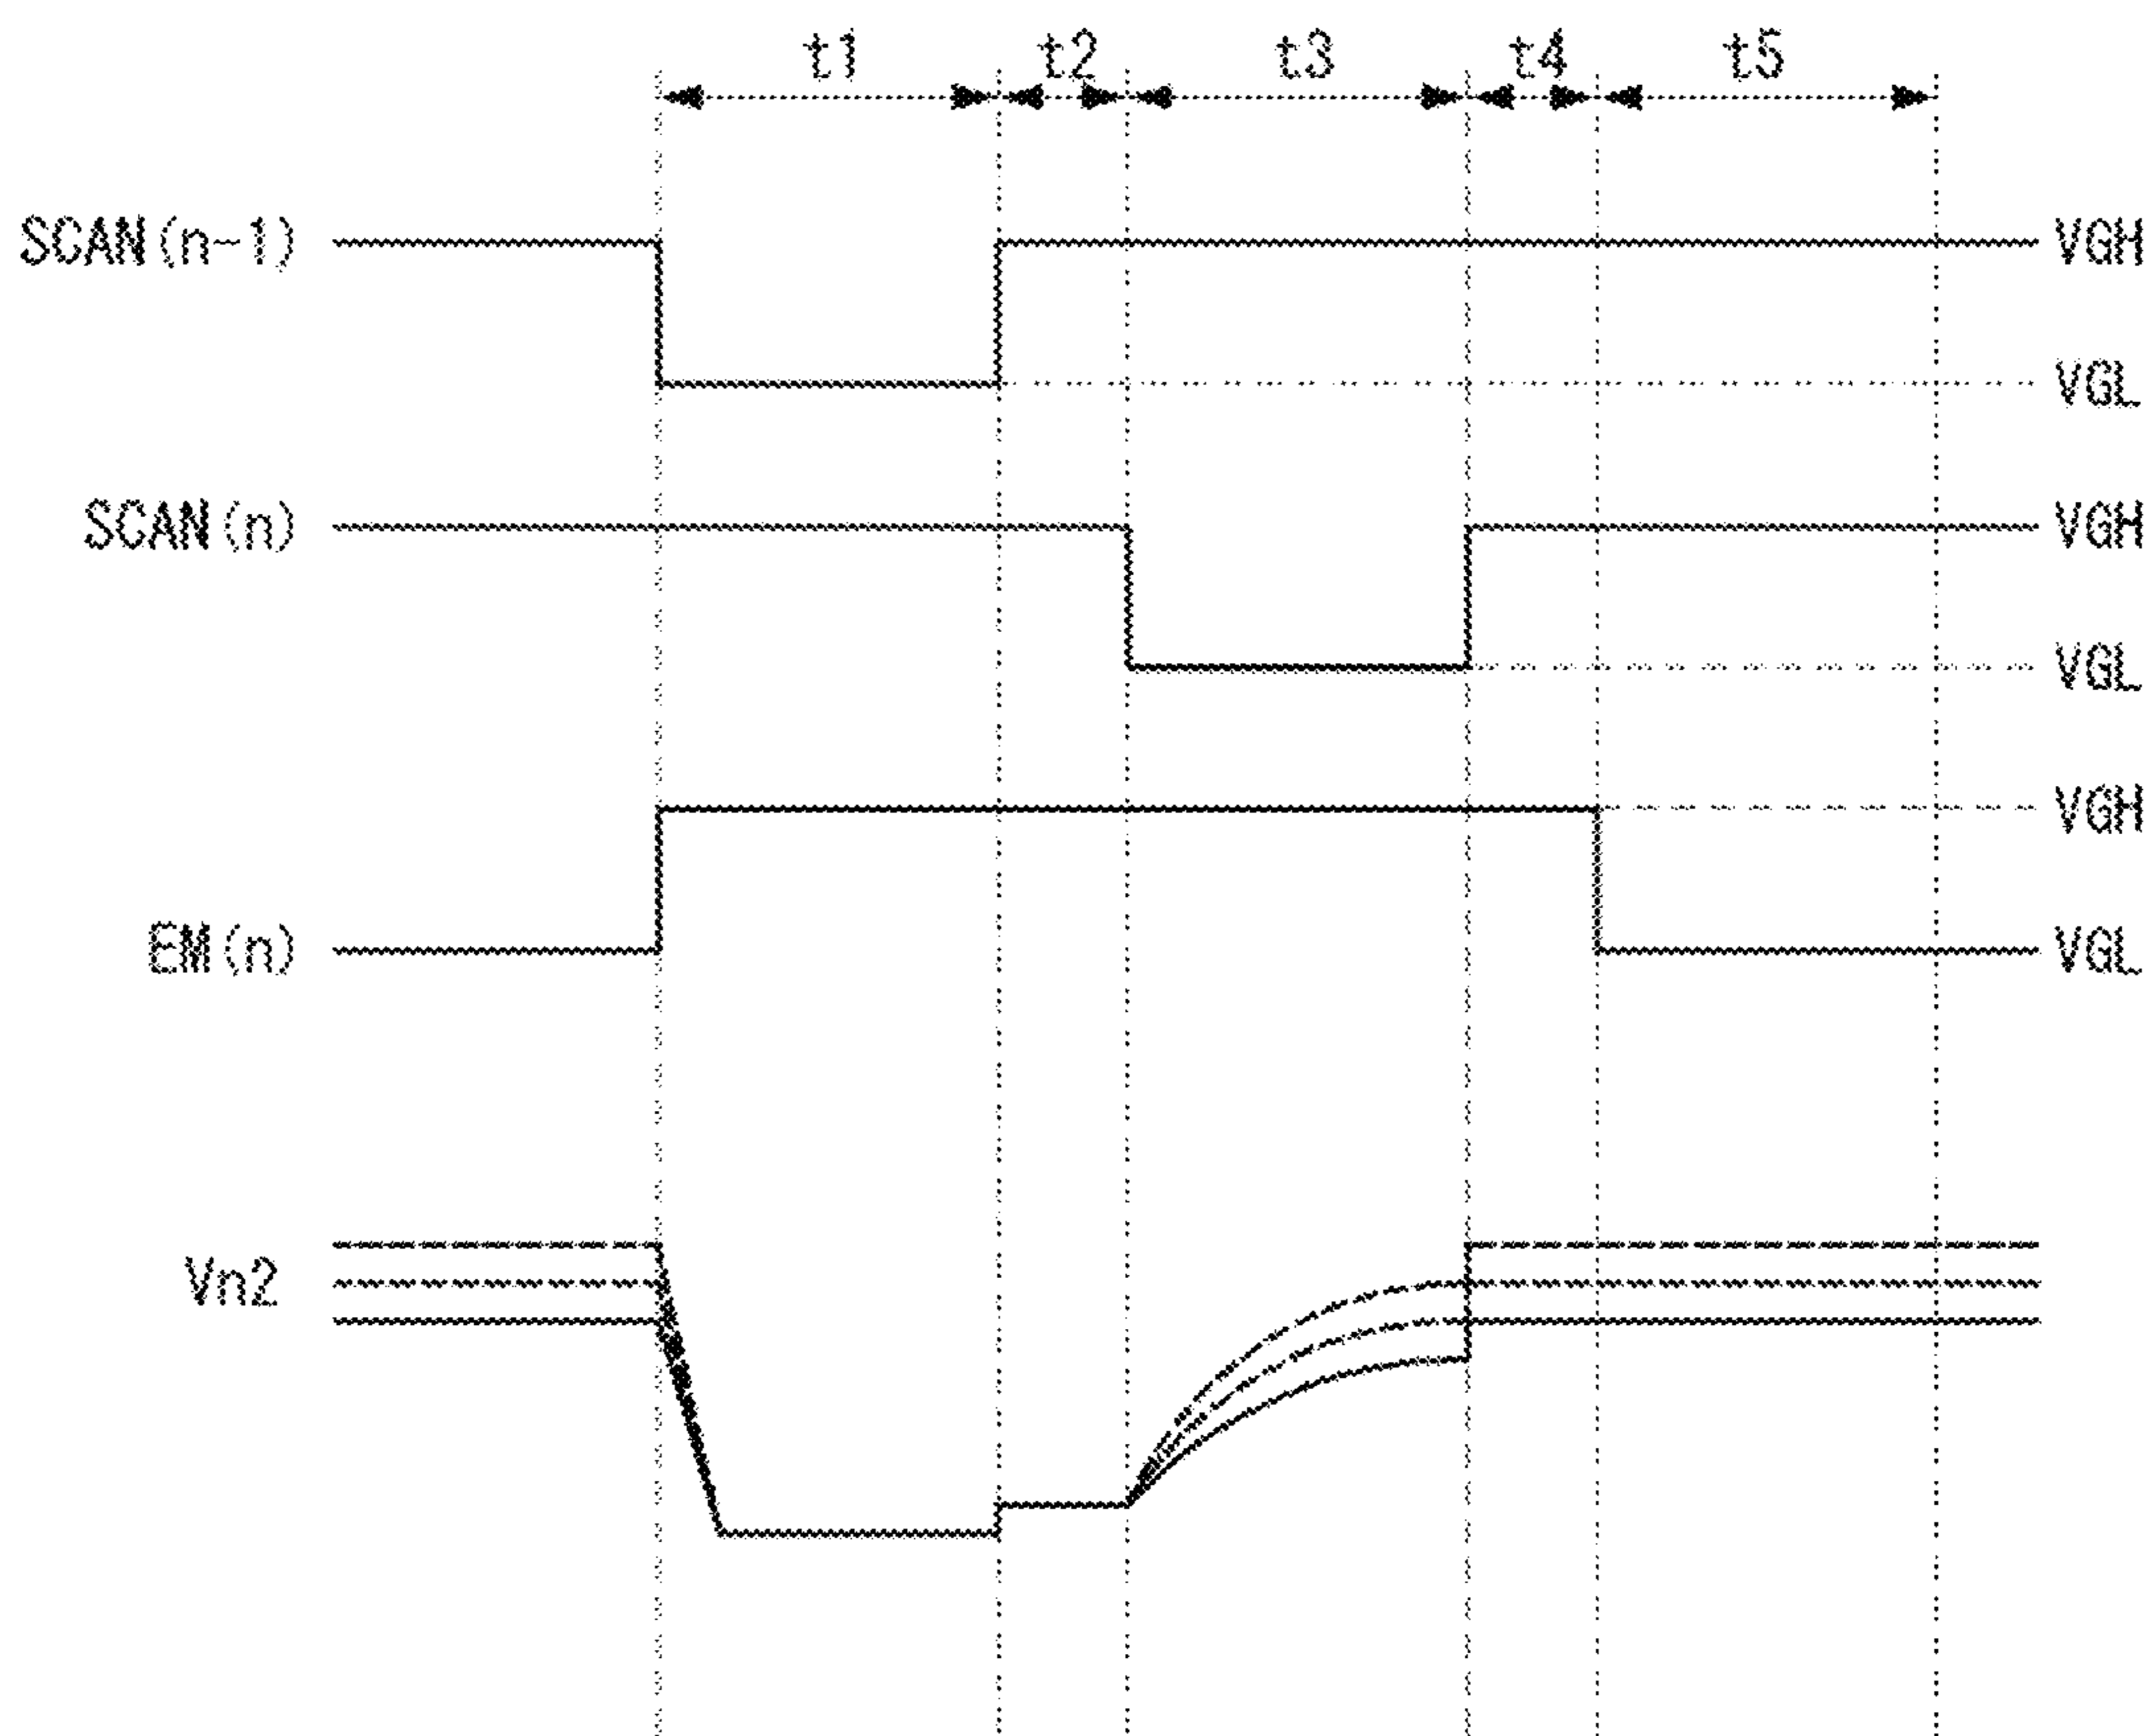 t1 t2 t3 t4 t5
SCAN(n-1) VGH
VGL
SCAN(n) VGH
VGL
VGH
EM(n) VGL
Vn2